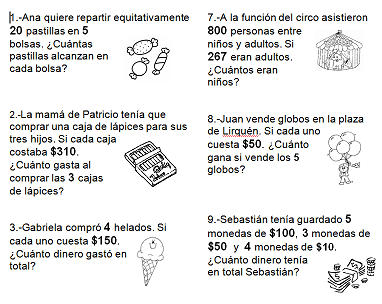 1.-Ana quiere repartir equitativamente
20 pastillas en 5
bolsas. ¿Cuántas
pastillas alcanzan en
cada bolsa?
2.-La mamá de Patricio tenía que
comprar una caja de lápices para sus
tres hijos. Si cada caja
costaba $310.
¿Cuánto gasta al
comprar las 3 cajas
de lápices?
3.-Gabriela compró 4 helados. Si
cada uno cuesta $150.
¿Cuánto dinero gastó en
total?
7.-A la función del circo asistieron
800 personas entre
niños y adultos. Si
267 eran adultos.
¿Cuántos eran
niños?
8.-Juan vende globos en la plaza
de Lirquén. Si cada uno
cuesta $50. ¿Cuánto
gana si vende los 5
globos?
9.-Sebastián tenía guardado 5
monedas de $100, 3 monedas de
$50 y 4 monedas de $10.
¿Cuánto dinero tenía
en total Sebastián?